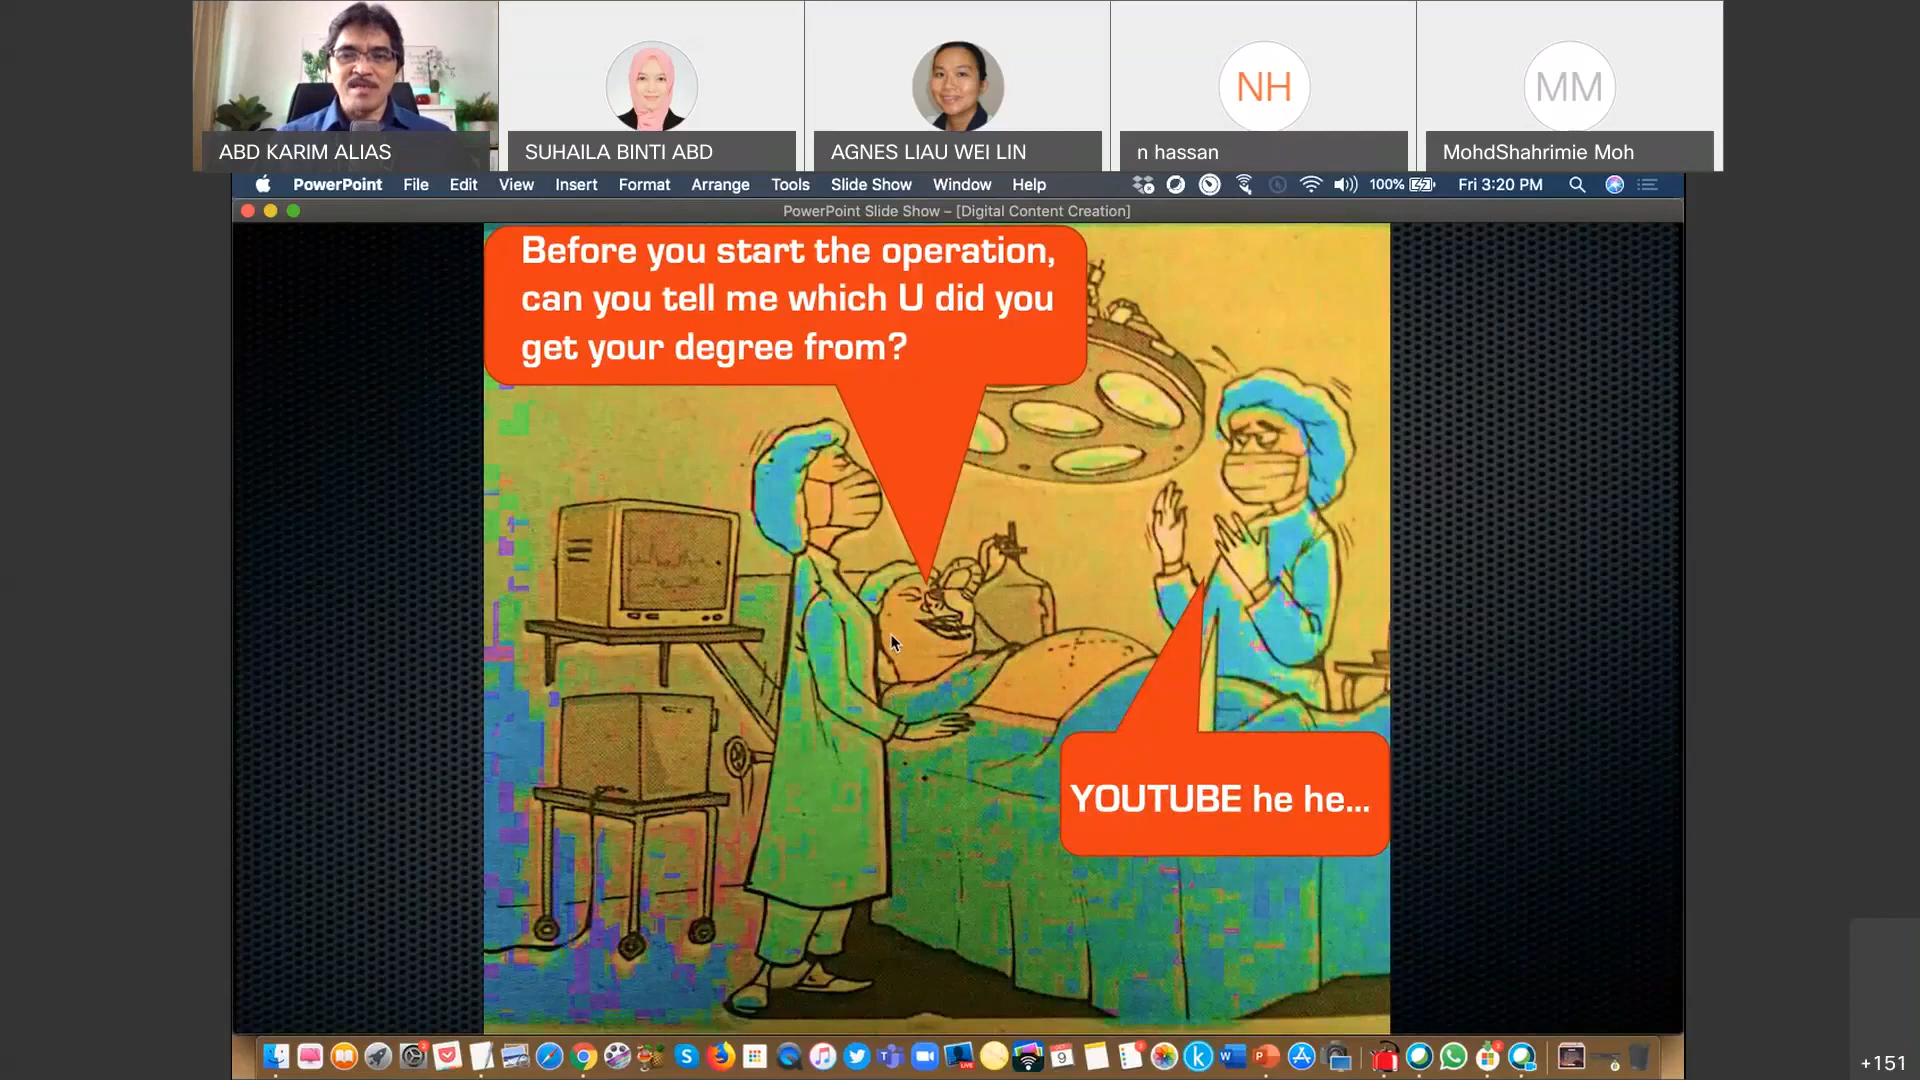 ABD KARIM ALIAS
SUHAILA BINTI ABD
AGNES LIAU WEI LIN
NH
n hassan
MM
MohdShahrimie Moh
PowerPoint File Edit View Insert Format Arrange Tools Slide Show Window Help 100% Fri 3:20 PM
PowerPoint Slide Show – [Digital Content Creation]
Before you start the operation,
can you tell me which U did you
get your degree from?
YOUTUBE he he...
+151